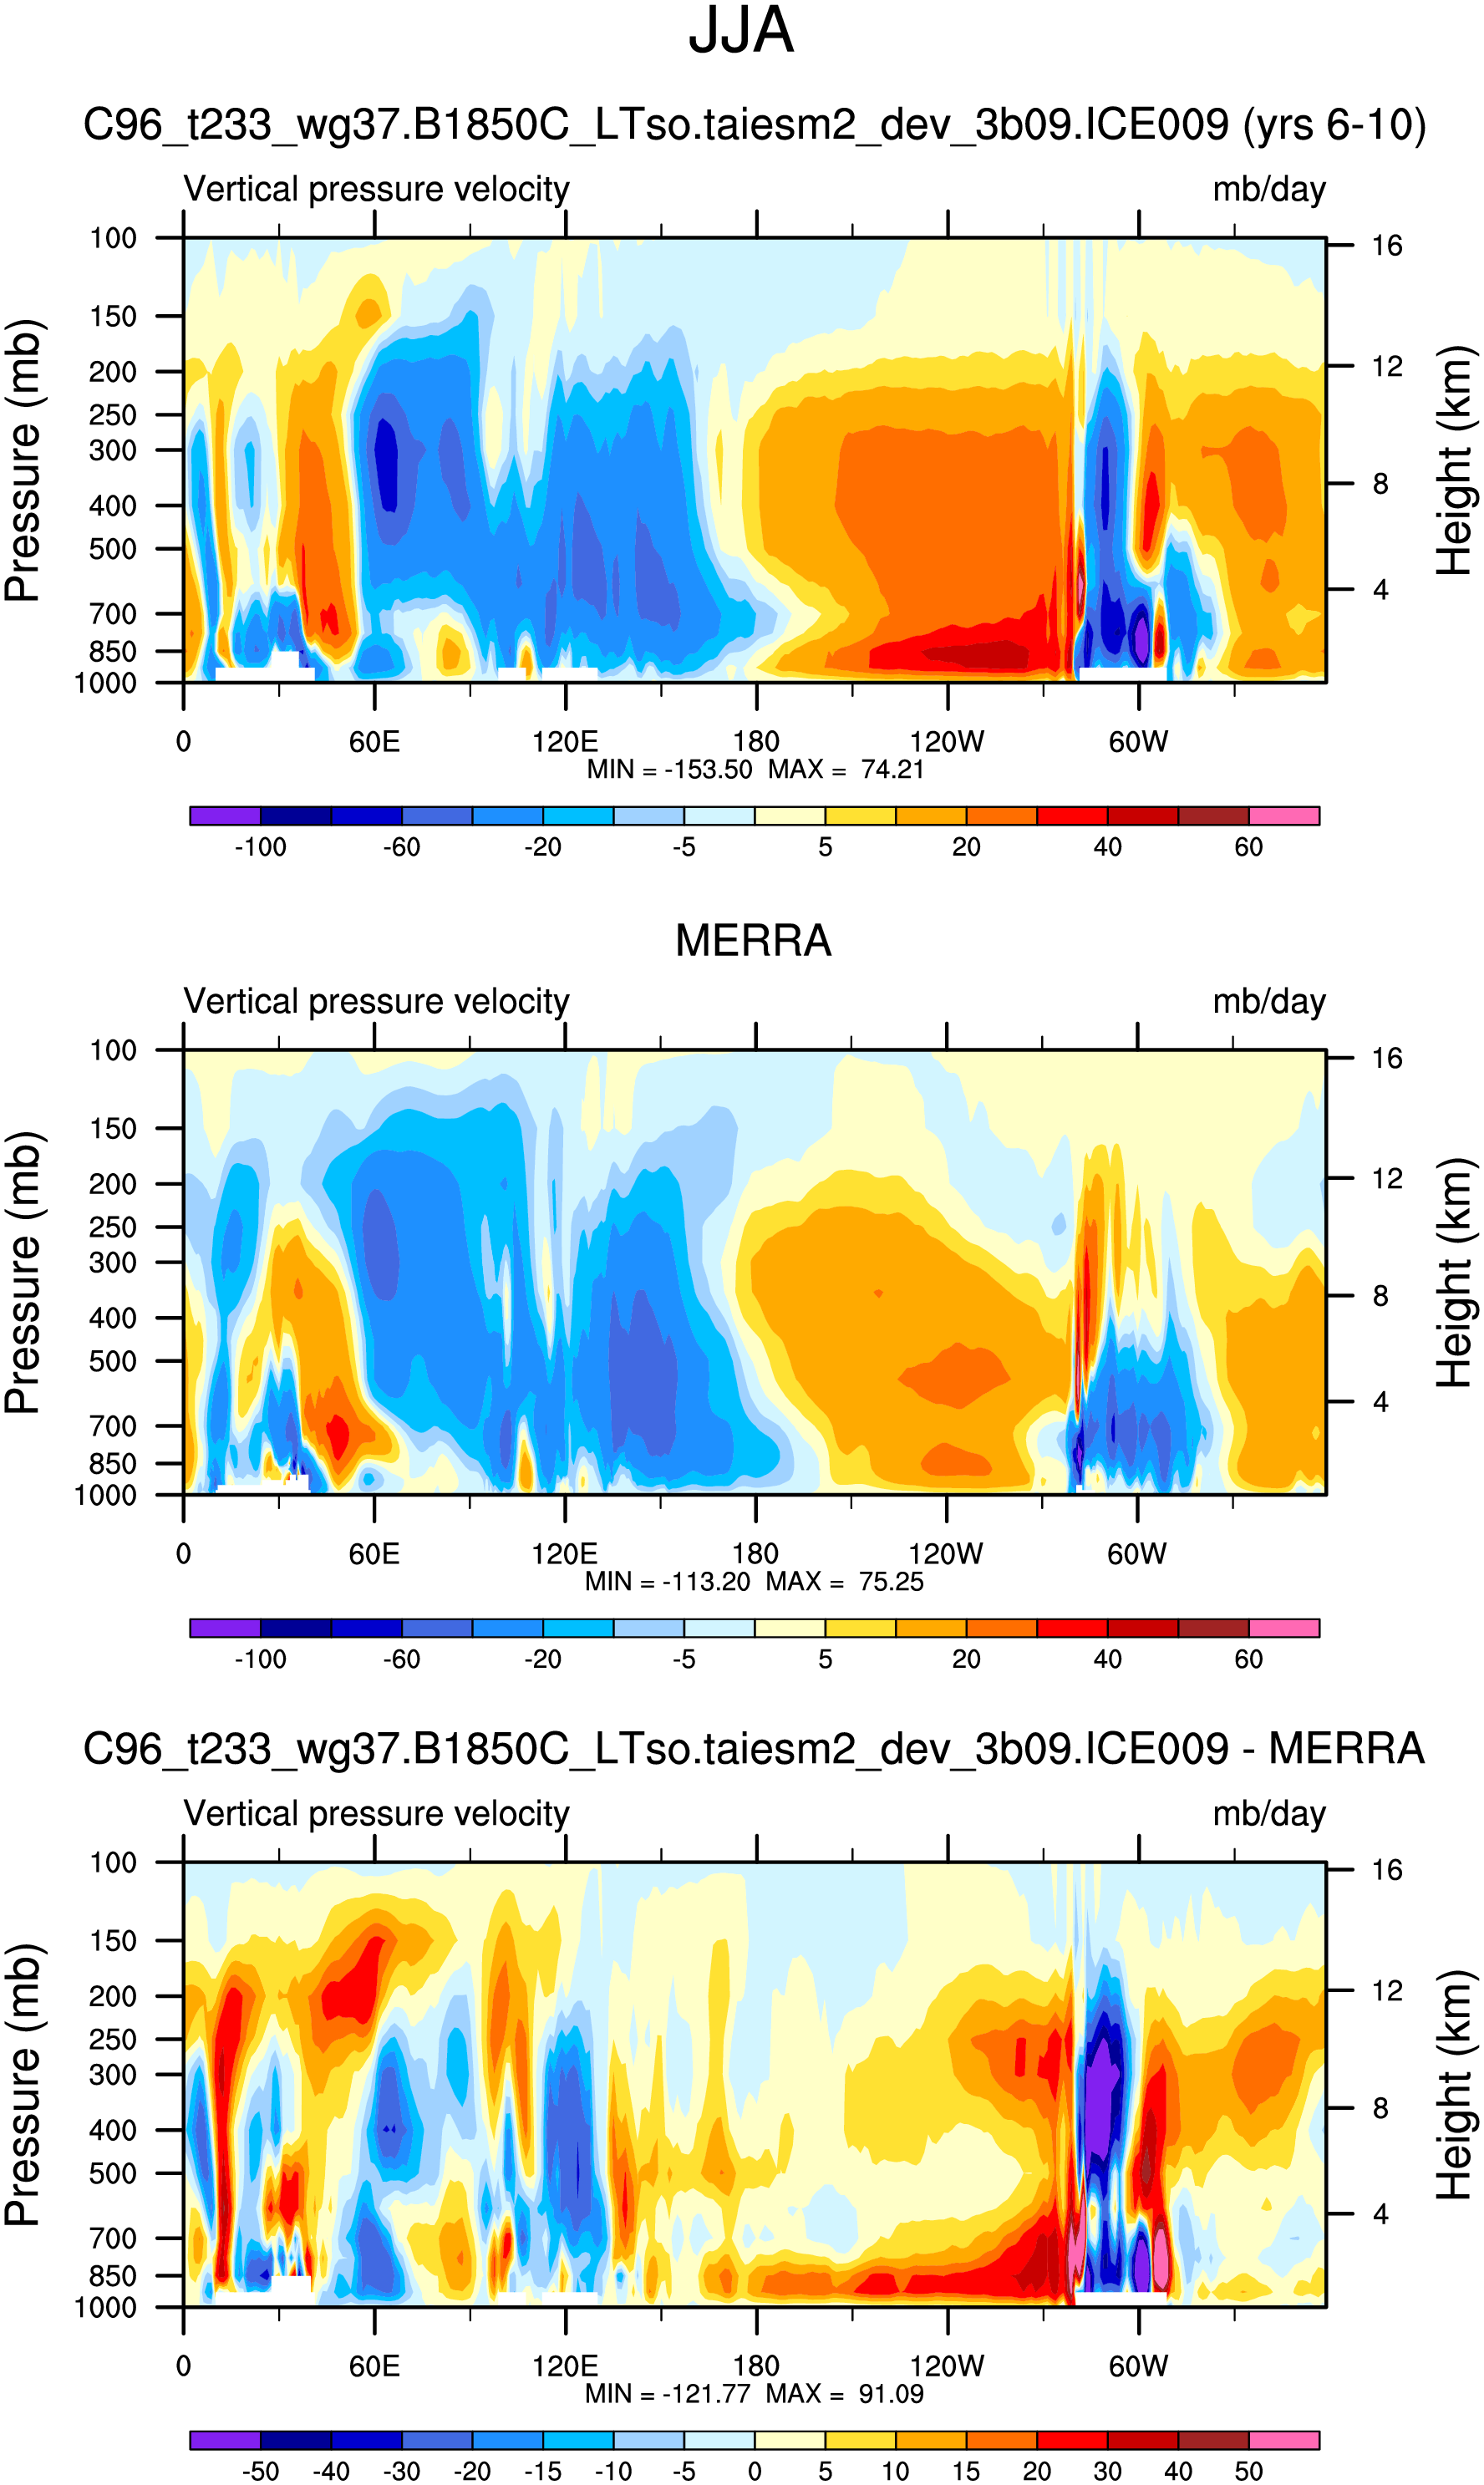 JJA
C96_t233_wg37.B1850C_LTso.taiesm2_dev_3b09.ICE009 (yrs 6-10)
Vertical pressure velocity mb/day
Pressure (mb)
100
150
200
250
300
400
500
700
850
1000
16
12
8
4
Height (km)
0 60E 120E 180 120W 60W
MIN = -153.50 MAX = 74.21
-100 -60 -20 -5 5 20 40 60
MERRA
Vertical pressure velocity mb/day
Pressure (mb)
100
150
200
250
300
400
500
700
850
1000
16
12
8
4
Height (km)
0 60E 120E 180 120W 60W
MIN = -113.20 MAX = 75.25
-100 -60 -20 -5 5 20 40 60
C96_t233_wg37.B1850C_LTso.taiesm2_dev_3b09.ICE009 - MERRA
Vertical pressure velocity mb/day
Pressure (mb)
100
150
200
250
300
400
500
700
850
1000
16
12
8
4
Height (km)
0 60E 120E 180 120W 60W
MIN = -121.77 MAX = 91.09
-50 -40 -30 -20 -15 -10 -5 0 5 10 15 20 30 40 50